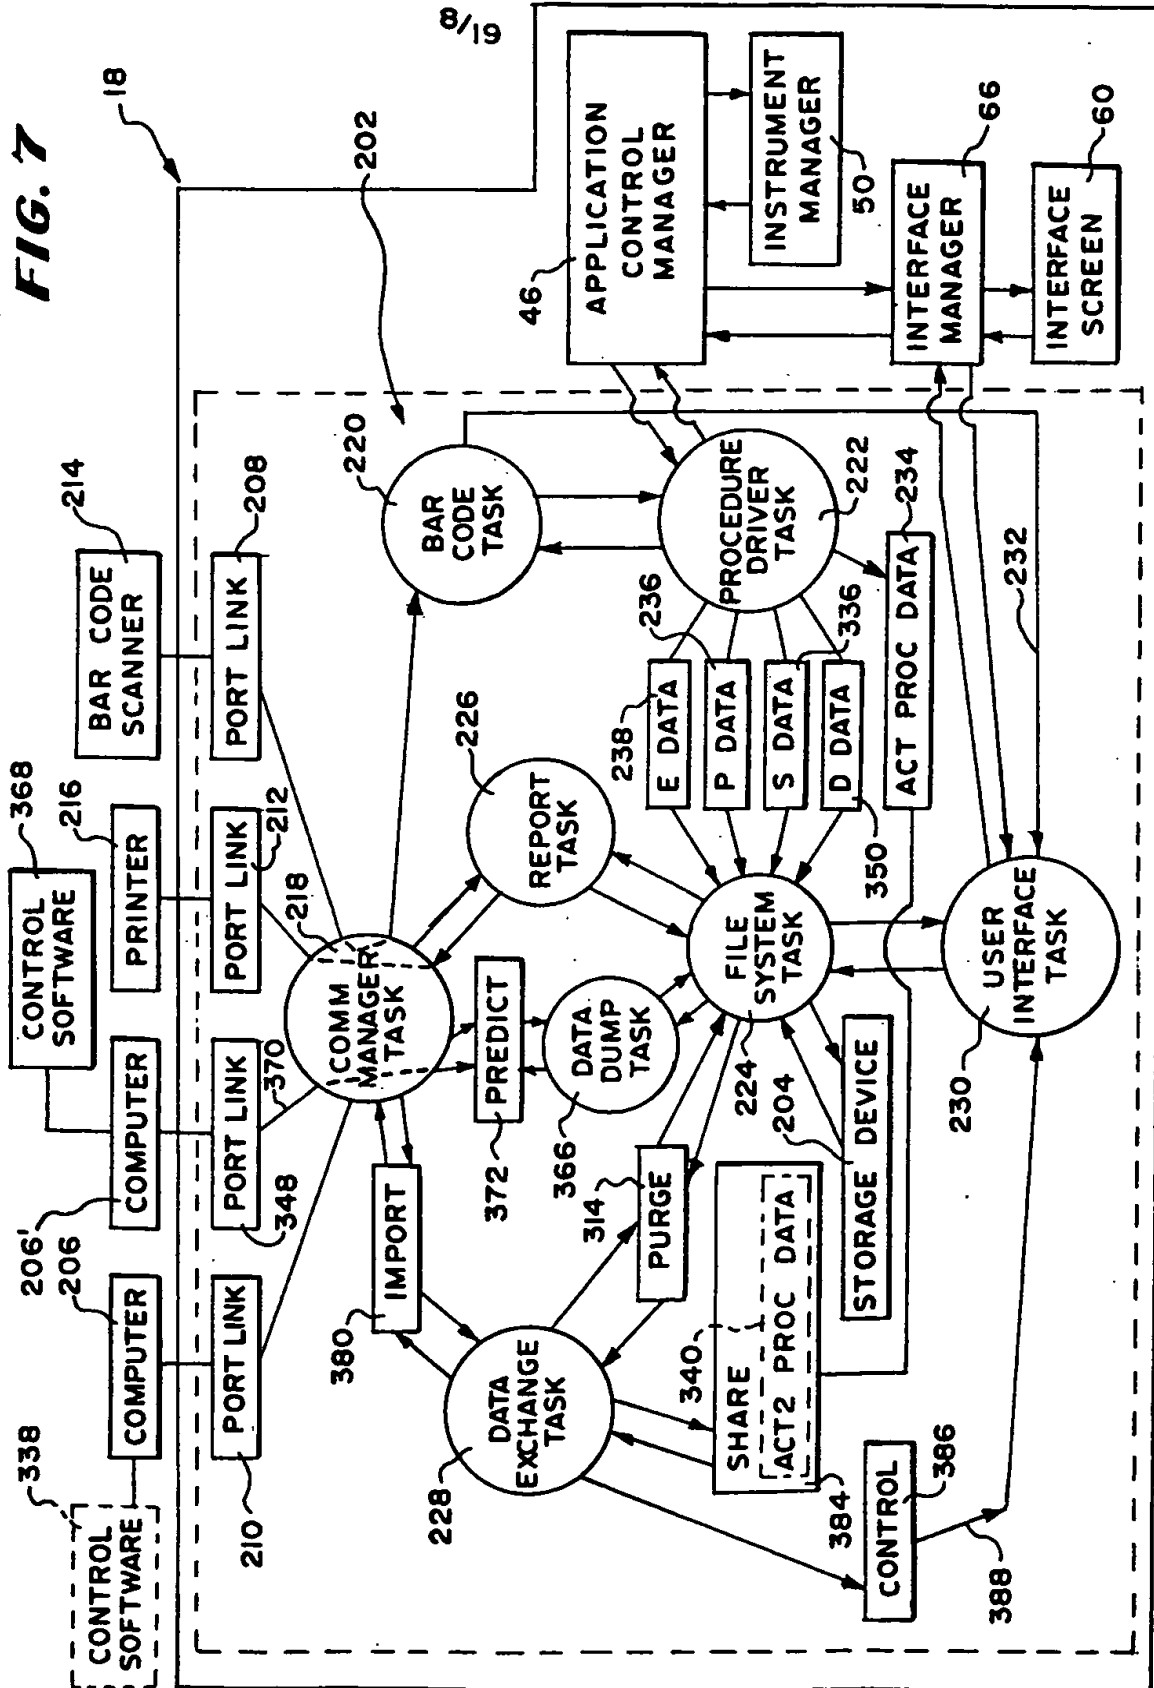 FIG. 7
8/19
18
338
CONTROL
SOFTWARE
206
COMPUTER
206'
COMPUTER
368
CONTROL
SOFTWARE
216
PRINTER
214
BAR CODE
SCANNER
210
PORT LINK
348
PORT LINK
370
212
PORT LINK
208
PORT LINK
202
218
COMM
MANAGER
TASK
220
BAR
CODE
TASK
380
IMPORT
372
PREDICT
226
REPORT
TASK
46
APPLICATION
CONTROL
MANAGER
INSTRUMENT
MANAGER
50
228
DATA
EXCHANGE
TASK
366
DATA
DUMP
TASK
314
PURGE
238
E DATA
236
P DATA
336
S DATA
350
D DATA
PROCEDURE
DRIVER
TASK
222
234
ACT PROC DATA
224
FILE
SYSTEM
TASK
204
STORAGE DEVICE
SHARE
340
ACT2 PROC DATA
384
CONTROL
386
388
230
USER
INTERFACE
TASK
232
INTERFACE
MANAGER
66
INTERFACE
SCREEN
60